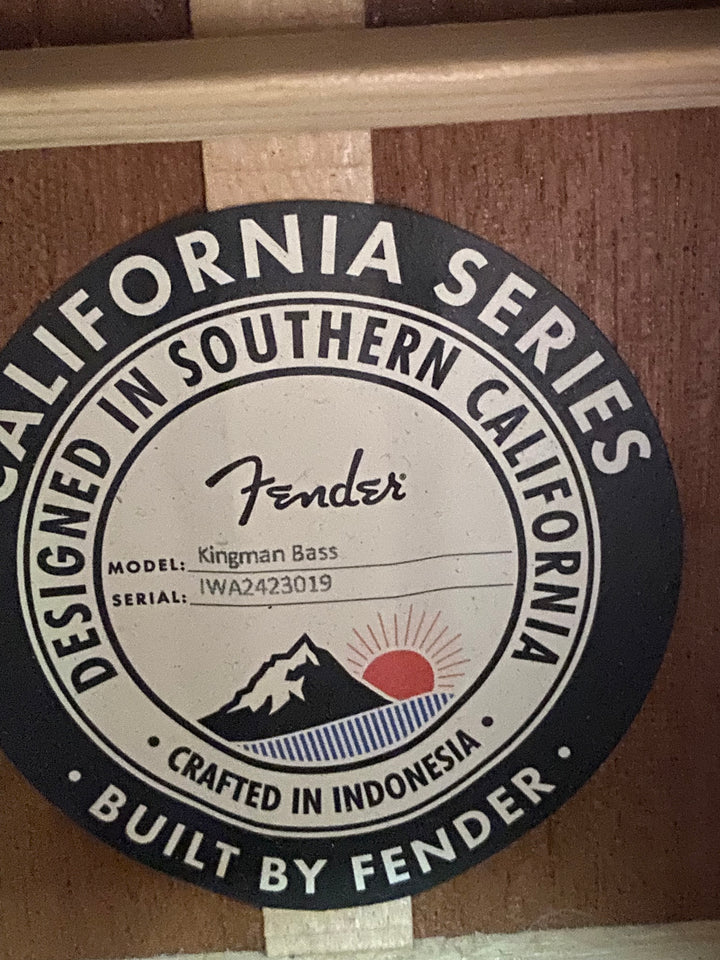 CALIFORNIA SERIES
DESIGNED IN SOUTHERN CALIFORNIA
Fender
MODEL: Kingman Bass
SERIAL: IWA2423019
• CRAFTED IN INDONESIA •
• BUILT BY FENDER •